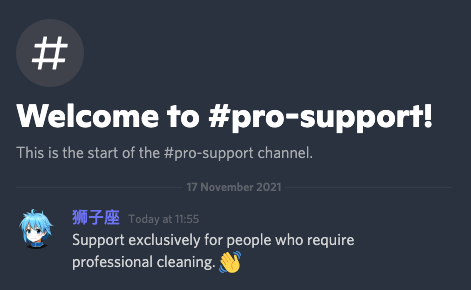 #
Welcome to #pro-support!
This is the start of the #pro-support channel.
17 November 2021
狮子座 Today at 11:55
Support exclusively for people who require
professional cleaning. 👋